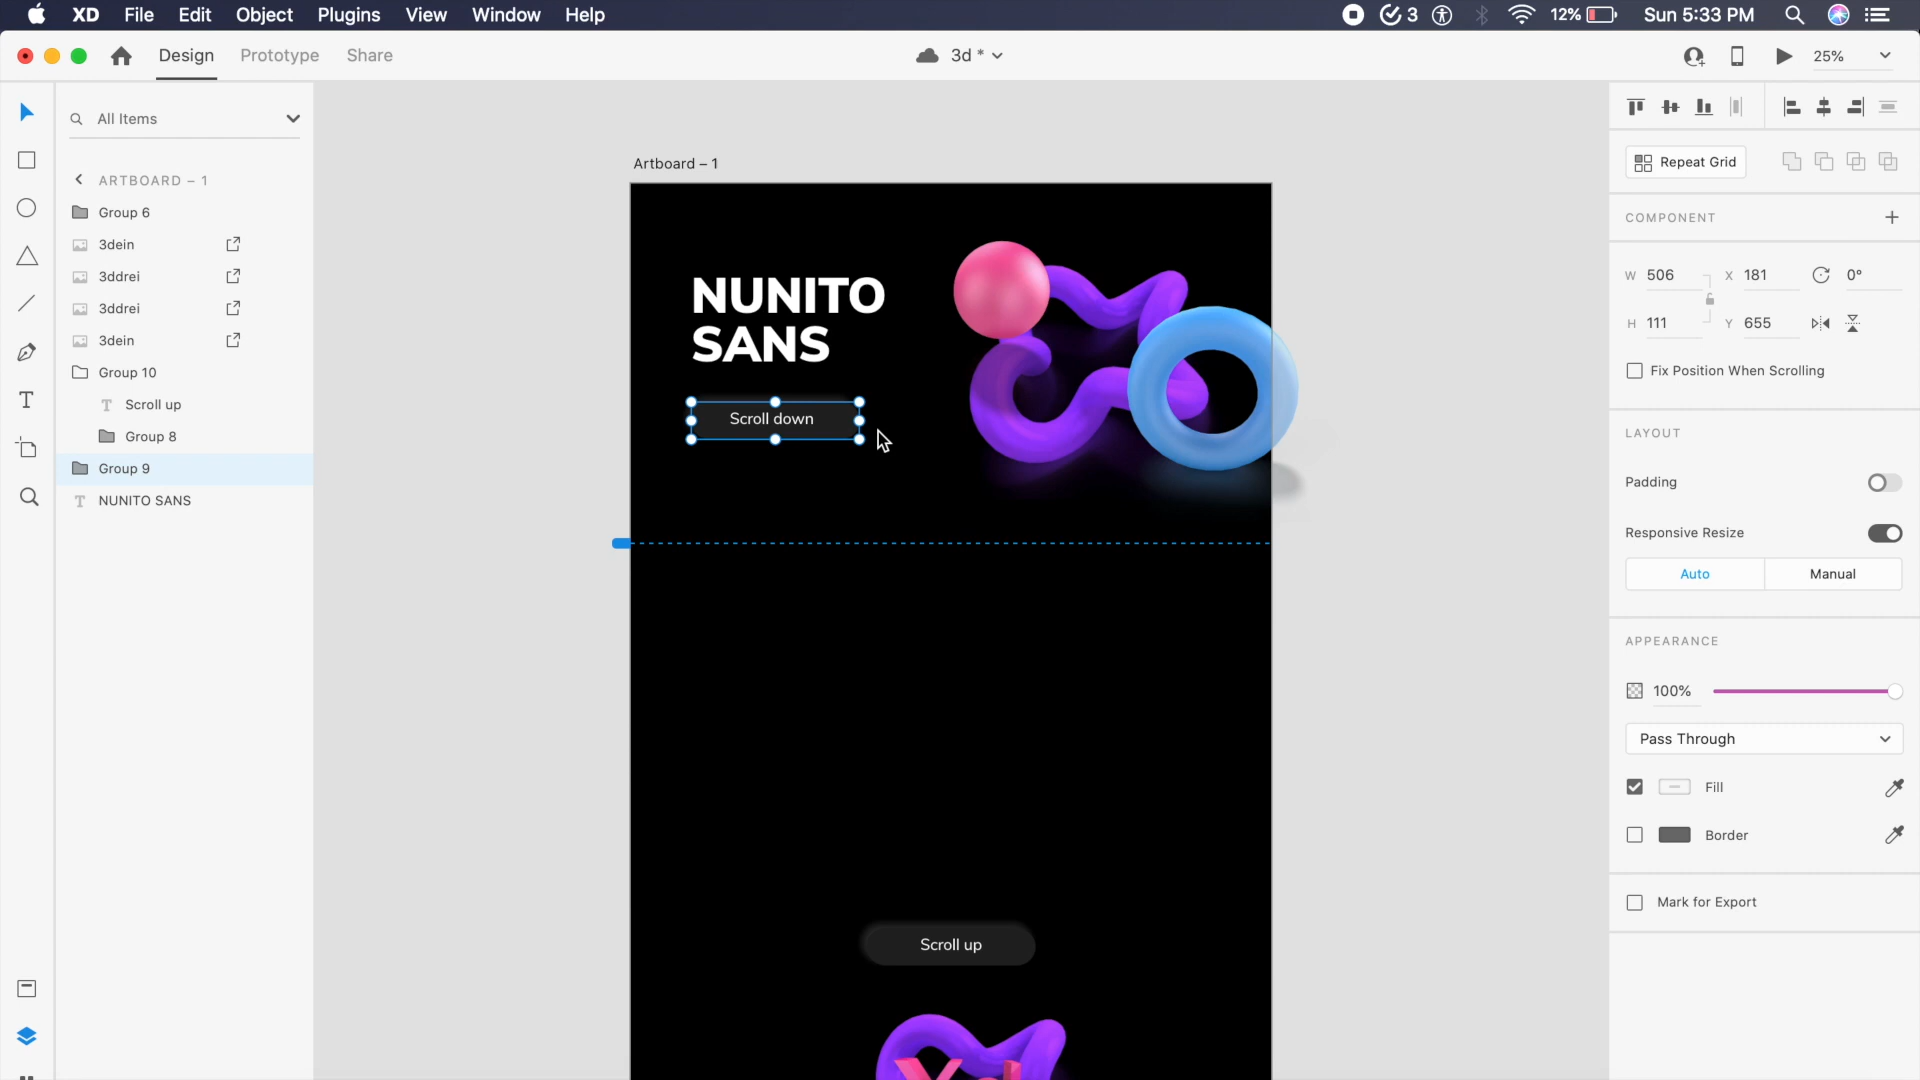 XD File Edit Object Plugins View Window Help
3 12% Sun 5:33 PM
Design Prototype Share
3d *
25%
All Items
ARTBOARD – 1
Group 6
3dein
3ddrei
3ddrei
3dein
Group 10
Scroll up
Group 8
Group 9
NUNITO SANS
Artboard – 1
NUNITO
SANS
Scroll down
Scroll up
Repeat Grid
COMPONENT
W 506 X 181 0°
H 111 Y 655
Fix Position When Scrolling
LAYOUT
Padding
Responsive Resize
Auto Manual
APPEARANCE
100%
Pass Through
Fill
Border
Mark for Export